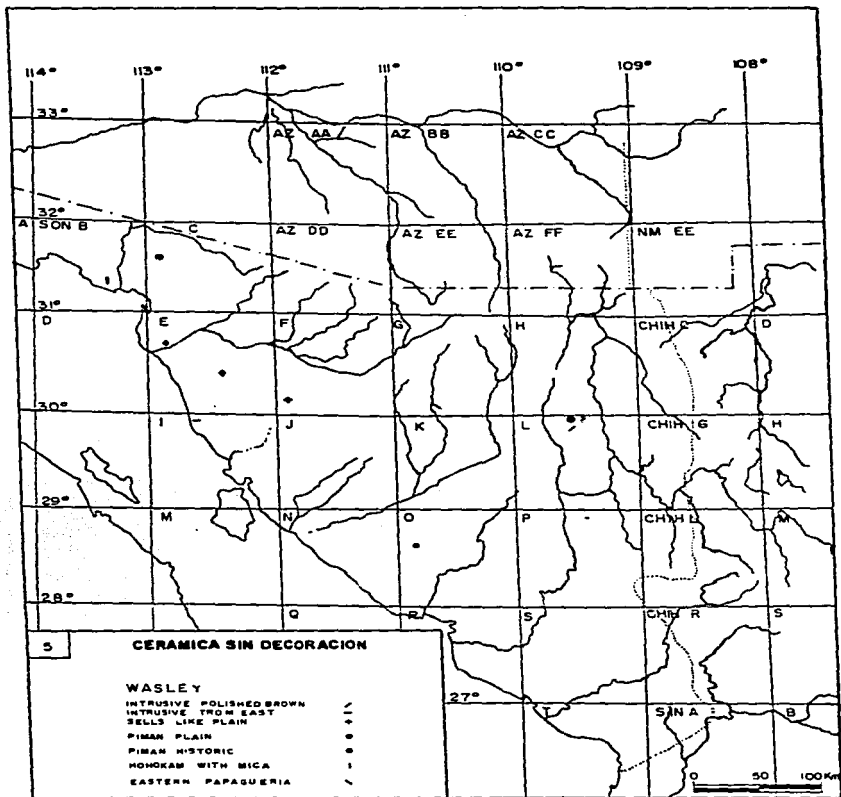 114° 113° 112° 111° 110° 109° 108°
33°
AZ AA AZ BB AZ CC
32°
A SON B C AZ DD AZ EE AZ FF NM EE
31°
D E F G H CHIH C D
30°
I J K L CHIH G H
29°
M N O P CHIH L M
28°
Q R S CHIH R S
5 CERAMICA SIN DECORACION
WASLEY
27°
T SIN A B
INTRUSIVE POLISHED BROWN
INTRUSIVE FROM EAST
SELLS LIKE PLAIN
PIMAN PLAIN
PIMAN HISTORIC
HOHOKAM WITH MICA
EASTERN PAPAGUERIA
0 50 100 Km